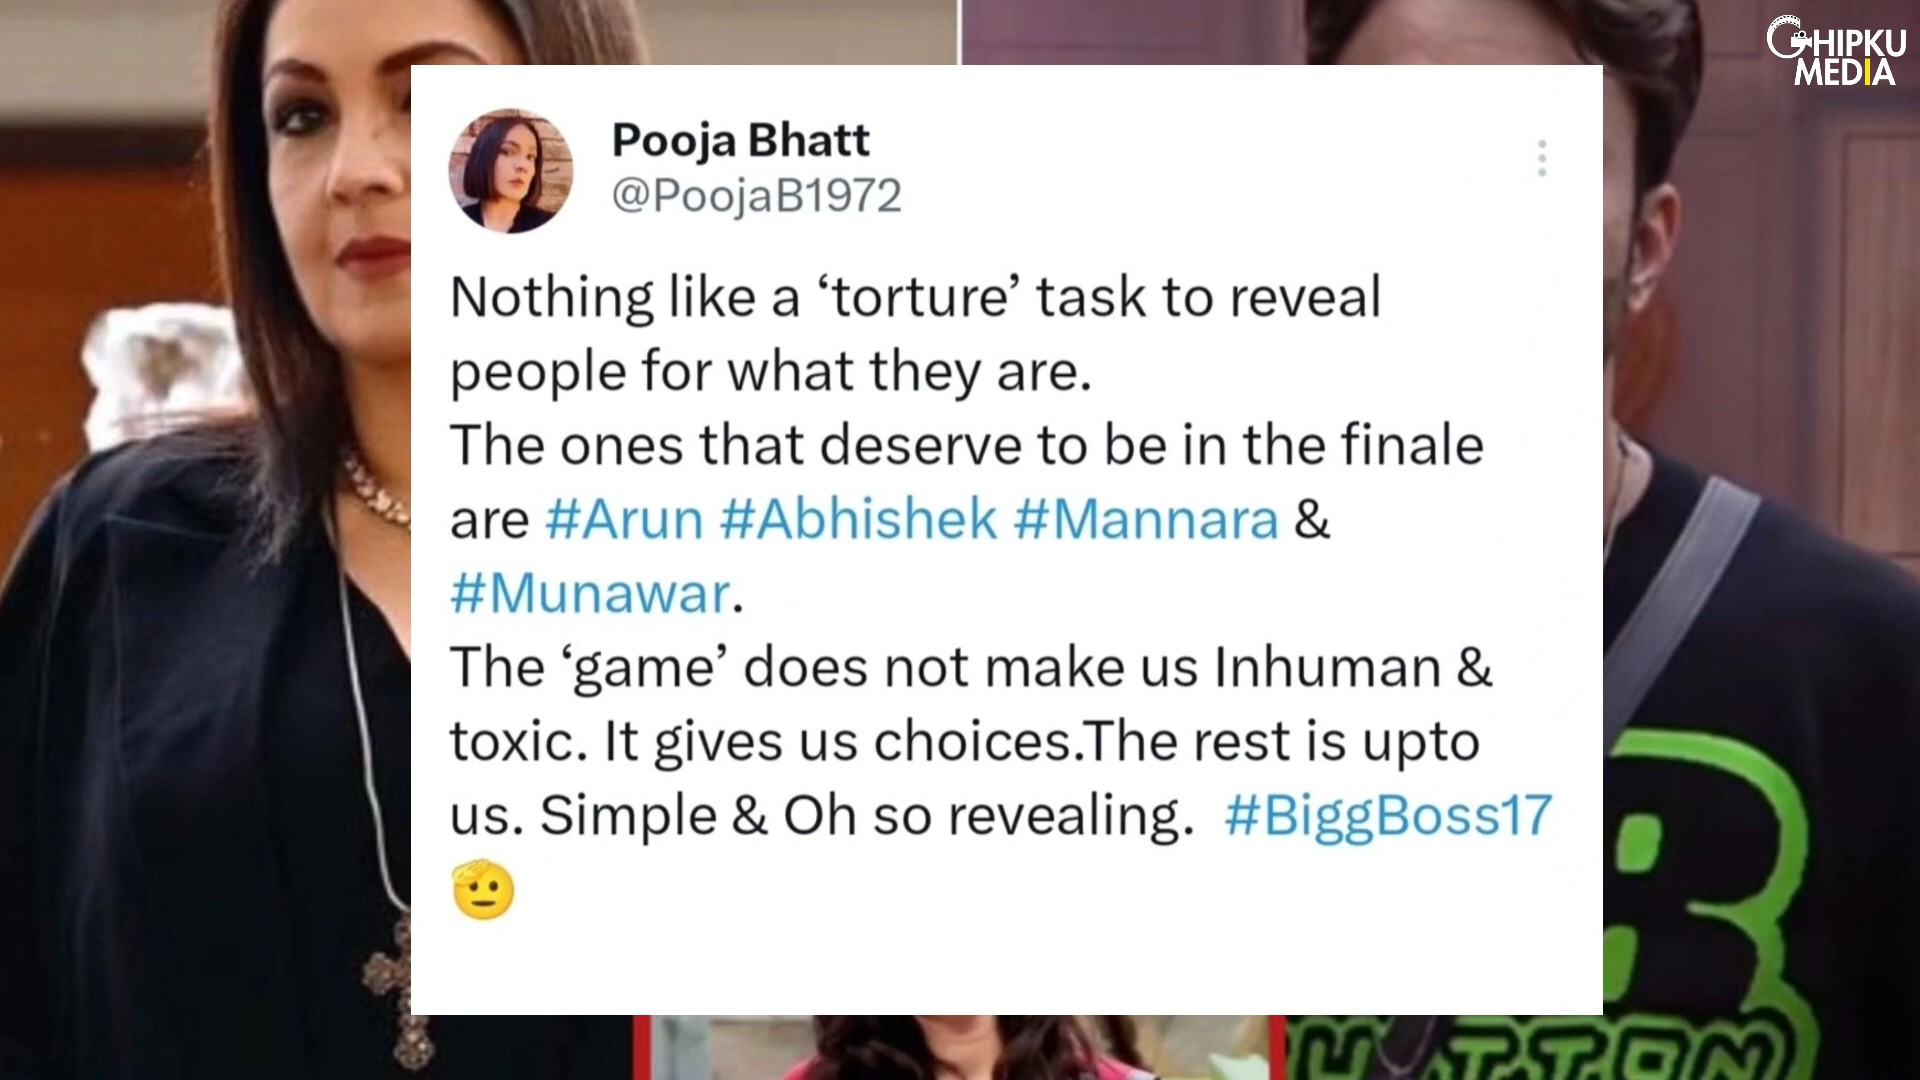 GHIPKU
MEDIA
Pooja Bhatt
@PoojaB1972
Nothing like a ‘torture’ task to reveal
people for what they are.
The ones that deserve to be in the finale
are #Arun #Abhishek #Mannara &
#Munawar.
The ‘game’ does not make us Inhuman &
toxic. It gives us choices.The rest is upto
us. Simple & Oh so revealing. #BiggBoss17
🫡